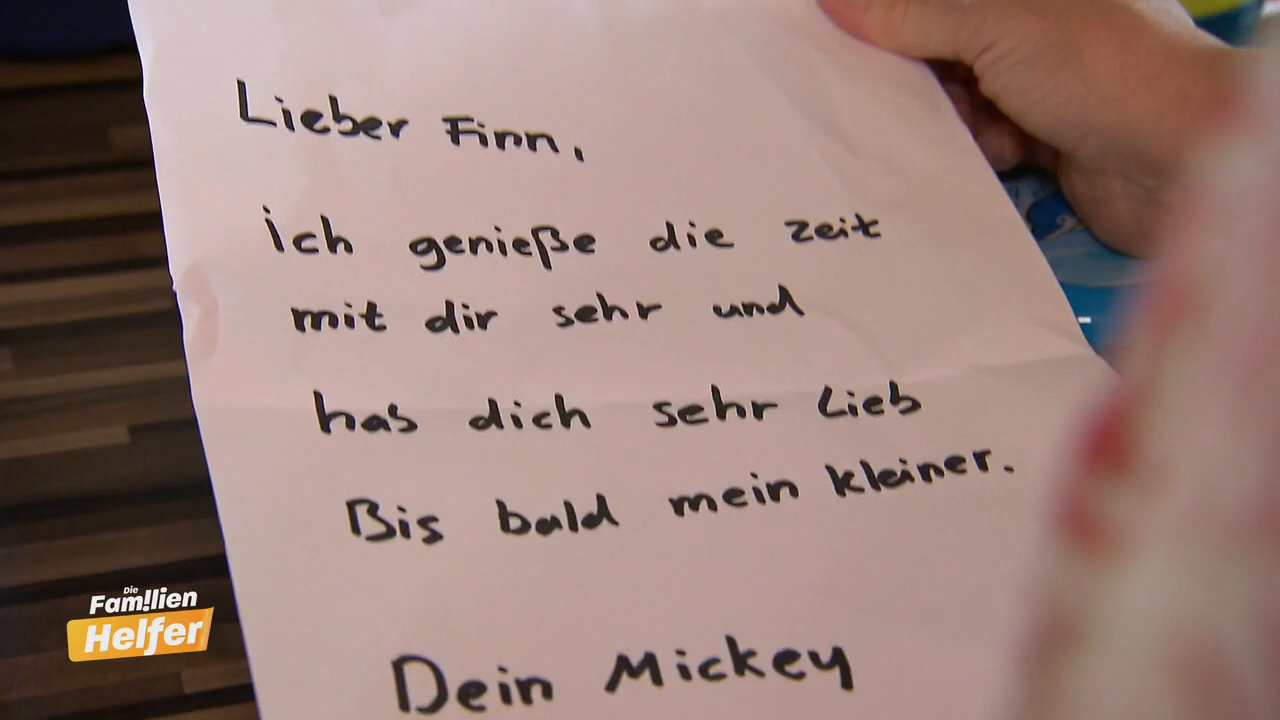 Lieber Finn,
ich genieße die zeit
mit dir sehr und
hab dich sehr Lieb
Bis bald mein kleiner.
Dein Mickey
Die
Fam!lien
Helfer